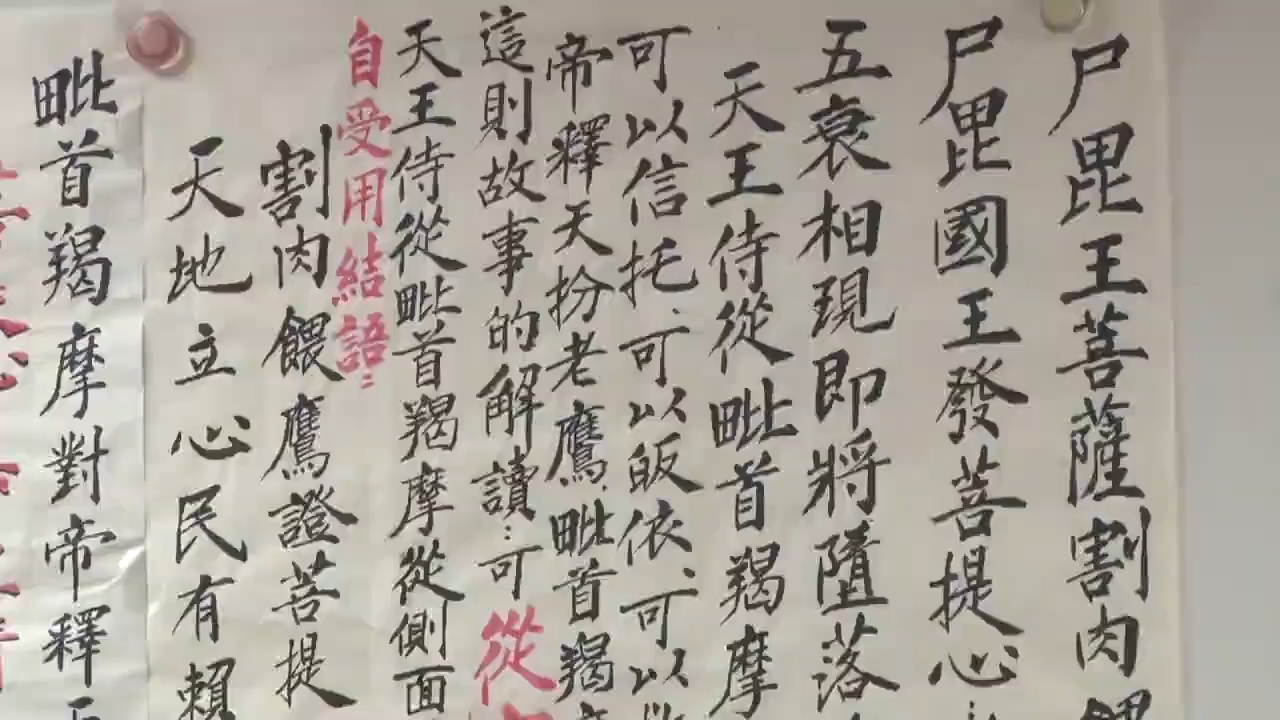 尸毘王菩薩割肉餵
尸毘國王發菩提心
五衰相現即將墮落
天王侍從毗首羯摩
可以信托、可以皈依、可以
帝釋天扮老鷹、毗首羯摩
這則故事的解讀：可從
天王侍從毗首羯摩從側面
自受用結語：
割肉餵鷹證菩提
天地立心民有賴
毗首羯摩對帝釋天